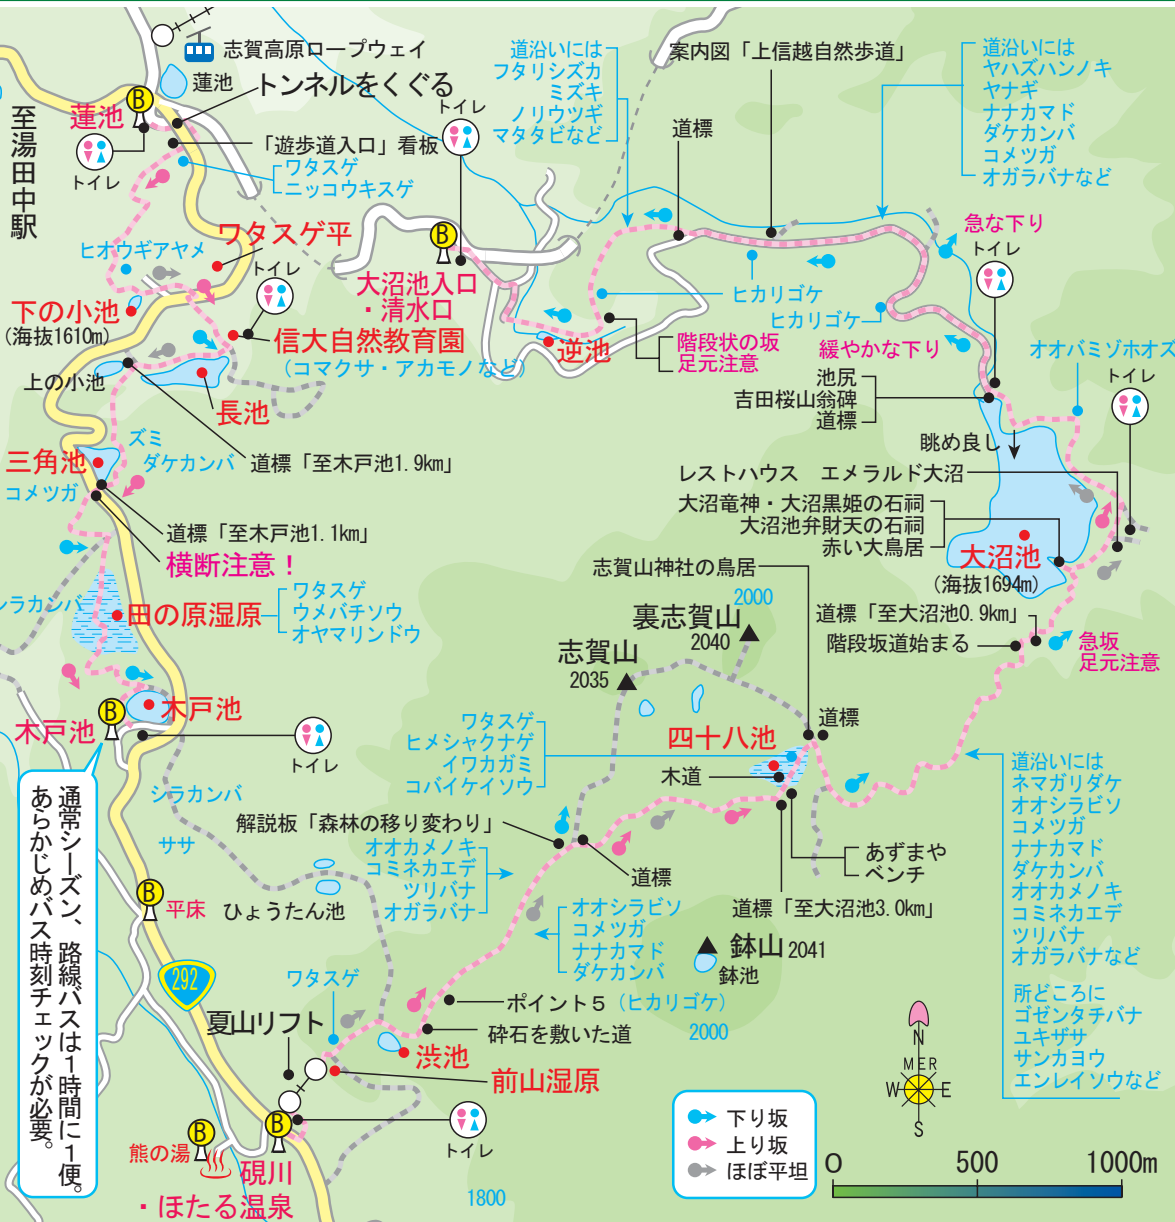 志賀高原ロープウェイ
蓮池
トンネルをくぐる
B
蓮池
トイレ
至湯田中駅
「遊歩道入口」看板
ワタスゲ
ニッコウキスゲ
トイレ
道沿いには
フタリシズカ
ミズキ
ノリウツギ
マタタビなど
案内図「上信越自然歩道」
道標
道沿いには
ヤハズハンノキ
ヤナギ
ナナカマド
ダケカンバ
コメツガ
オガラバナなど
急な下り
トイレ
ヒオウギアヤメ
ワタスゲ平
トイレ
B
大沼池入口
・清水口
下の小池
(海抜1610m)
信大自然教育園
(コマクサ・アカモノなど)
逆池
ヒカリゴケ
ヒカリゴケ
階段状の坂
足元注意
緩やかな下り
オオバミゾホオズ
トイレ
上の小池
長池
池尻
吉田桜山翁碑
道標
眺め良し
ズミ
ダケカンバ
三角池
コメツガ
道標「至木戸池1.9km」
道標「至木戸池1.1km」
横断注意！
レストハウス　エメラルド大沼
大沼竜神・大沼黒姫の石祠
大沼池弁財天の石祠
赤い大鳥居
大沼池
(海抜1694m)
シラカンバ
田の原湿原
ワタスゲ
ウメバチソウ
オヤマリンドウ
志賀山神社の鳥居
2000
裏志賀山
2040
志賀山
2035
道標「至大沼池0.9km」
階段坂道始まる
急坂
足元注意
木戸池
B
木戸池
トイレ
ワタスゲ
ヒメシャクナゲ
イワカガミ
コバイケイソウ
四十八池
道標
木道
通常シーズン、路線バスは1時間に1便。
あらかじめバス時刻チェックが必要。
シラカンバ
ササ
解説板「森林の移り変わり」
オオカメノキ
コミネカエデ
ツリバナ
オガラバナ
道標
あずまや
ベンチ
道標「至大沼池3.0km」
道沿いには
ネマガリダケ
オオシラビソ
コメツガ
ナナカマド
ダケカンバ
オオカメノキ
コミネカエデ
ツリバナ
オガラバナなど
所どころに
ゴゼンタチバナ
ユキザサ
サンカヨウ
エンレイソウなど
B
平床
ひょうたん池
オオシラビソ
コメツガ
ナナカマド
ダケカンバ
鉢山 2041
鉢池
2000
292
ワタスゲ
夏山リフト
ポイント５（ヒカリゴケ）
砕石を敷いた道
渋池
前山湿原
トイレ
B
熊の湯
B
硯川
・ほたる温泉
1800
下り坂
上り坂
ほぼ平坦
N
MER
W
E
S
0
500
1000m